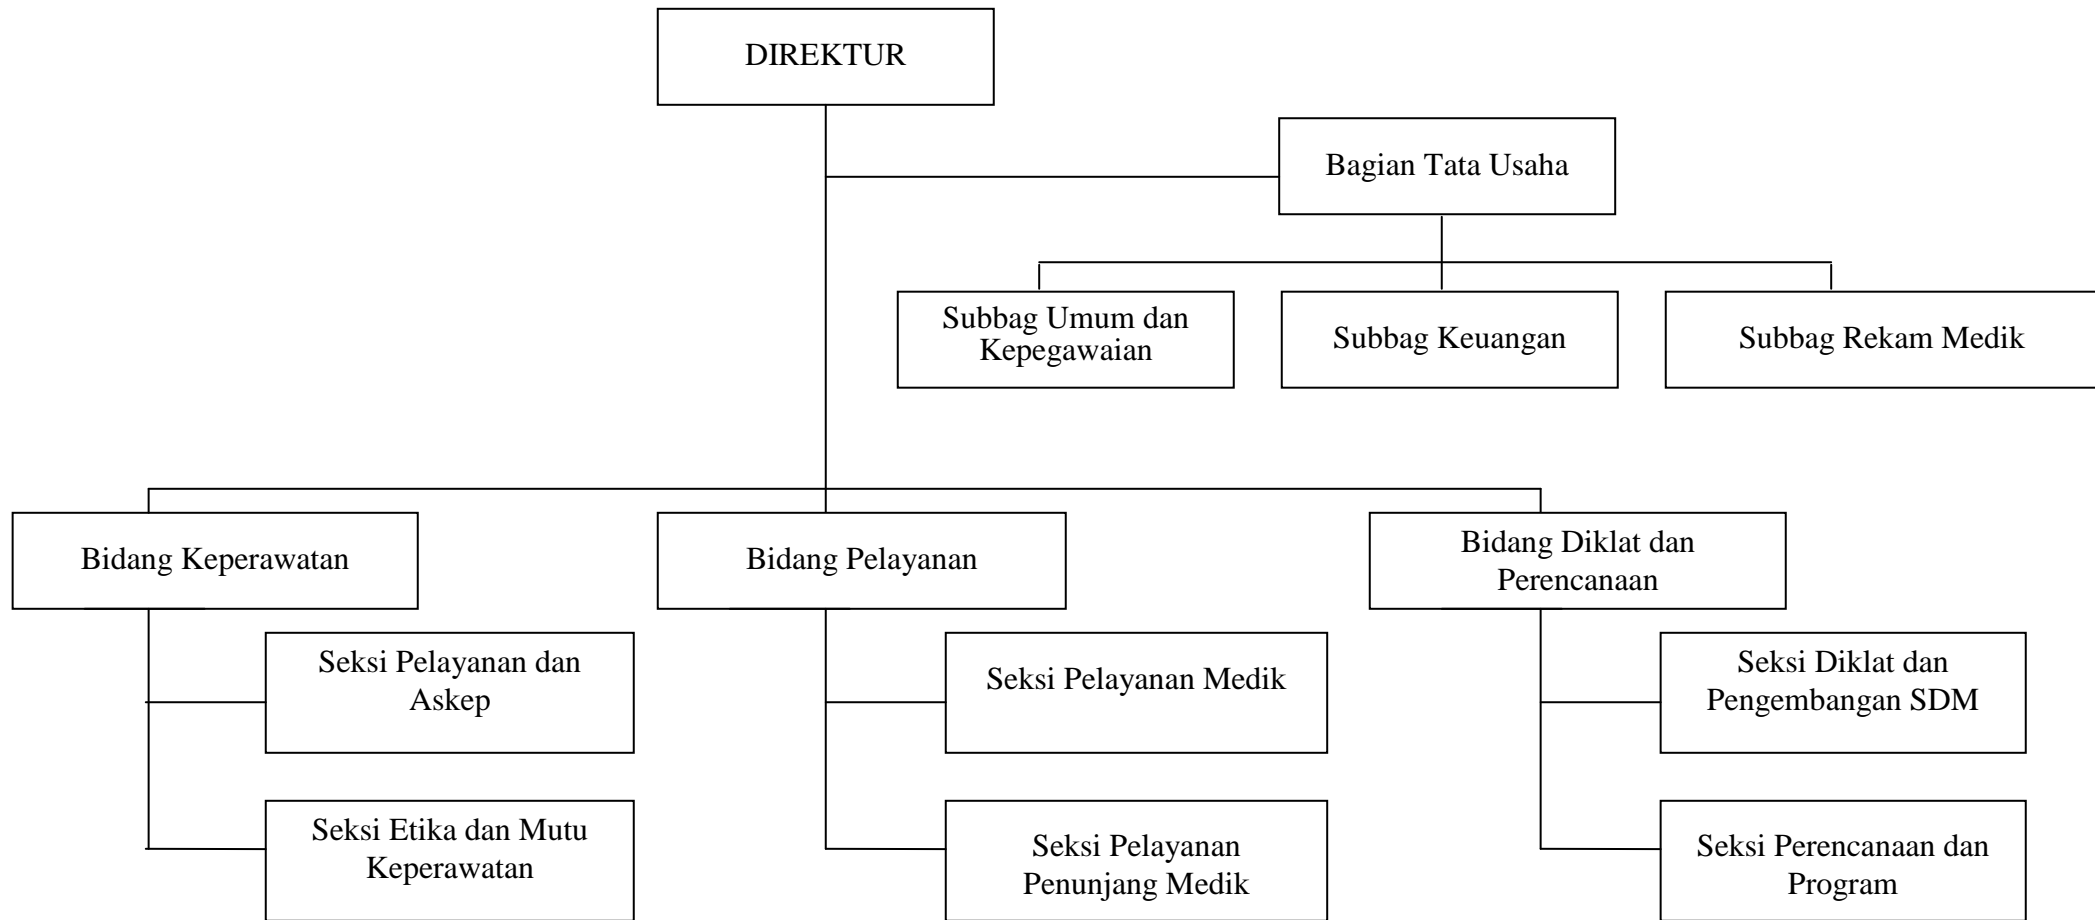 DIREKTUR
Bagian Tata Usaha
Subbag Umum dan
Kepegawaian
Subbag Keuangan
Subbag Rekam Medik
Bidang Keperawatan
Bidang Pelayanan
Bidang Diklat dan
Perencanaan
Seksi Pelayanan dan
Askep
Seksi Pelayanan Medik
Seksi Diklat dan
Pengembangan SDM
Seksi Etika dan Mutu
Keperawatan
Seksi Pelayanan
Penunjang Medik
Seksi Perencanaan dan
Program